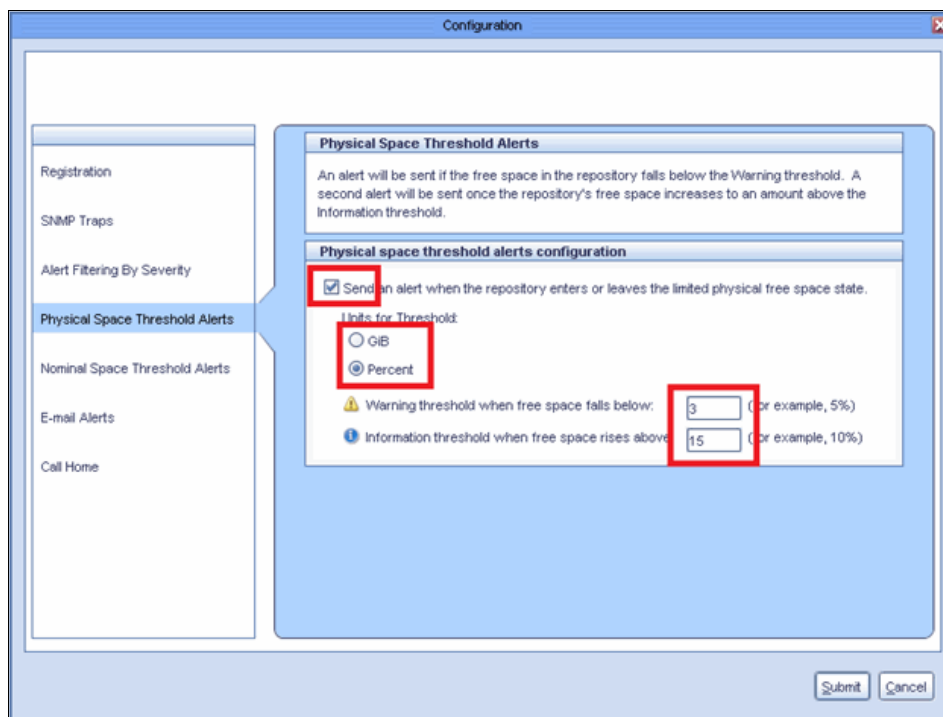 Configuration
Registration
SNMP Traps
Alert Filtering By Severity
Physical Space Threshold Alerts
Nominal Space Threshold Alerts
E-mail Alerts
Call Home
Physical Space Threshold Alerts
An alert will be sent if the free space in the repository falls below the Warning threshold. A
second alert will be sent once the repository's free space increases to an amount above the
Information threshold.
Physical space threshold alerts configuration
Send an alert when the repository enters or leaves the limited physical free space state.
Units for Threshold:
GiB
Percent
Warning threshold when free space falls below: 3 (for example, 5%)
Information threshold when free space rises above 15 (for example, 10%)
Submit Cancel